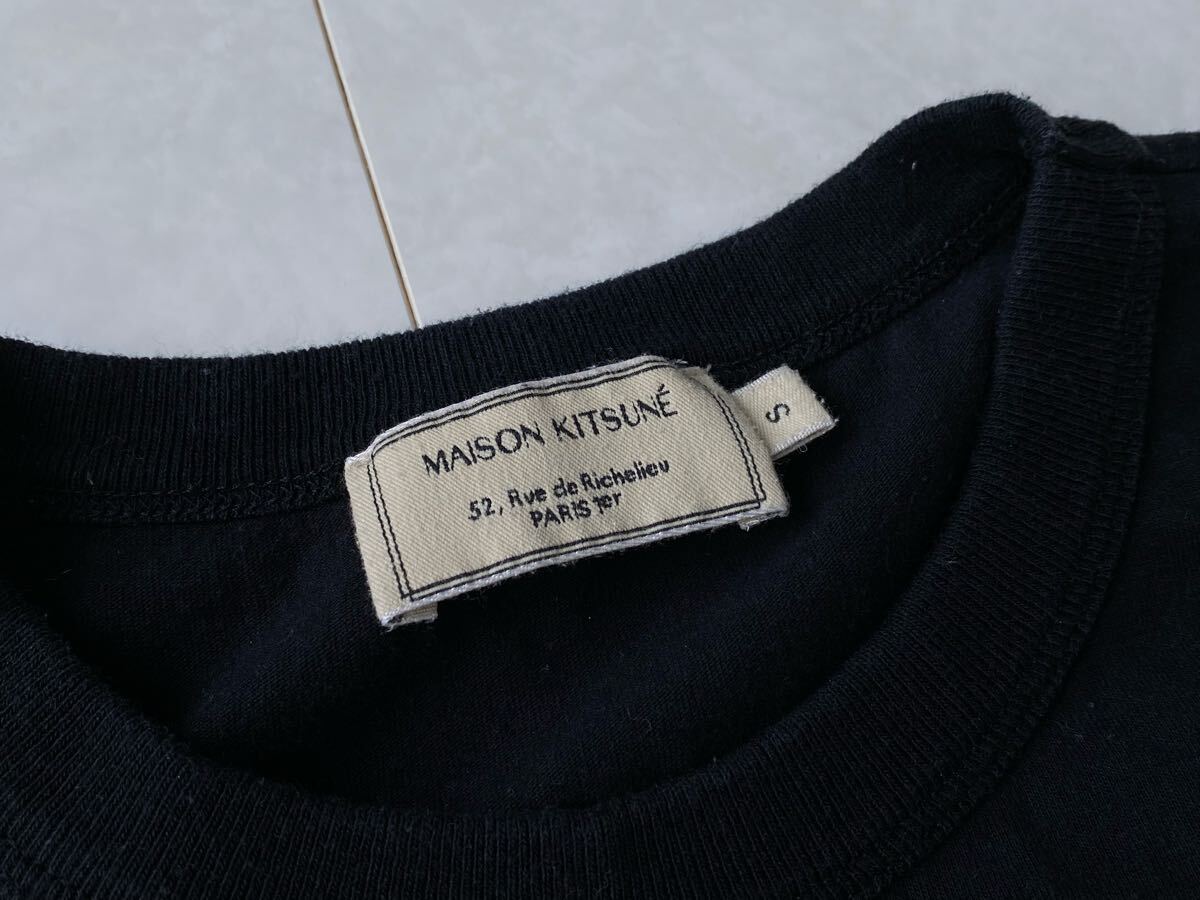 MAISON KITSUNÉ
52, Rue de Richelieu
PARIS 1er
S